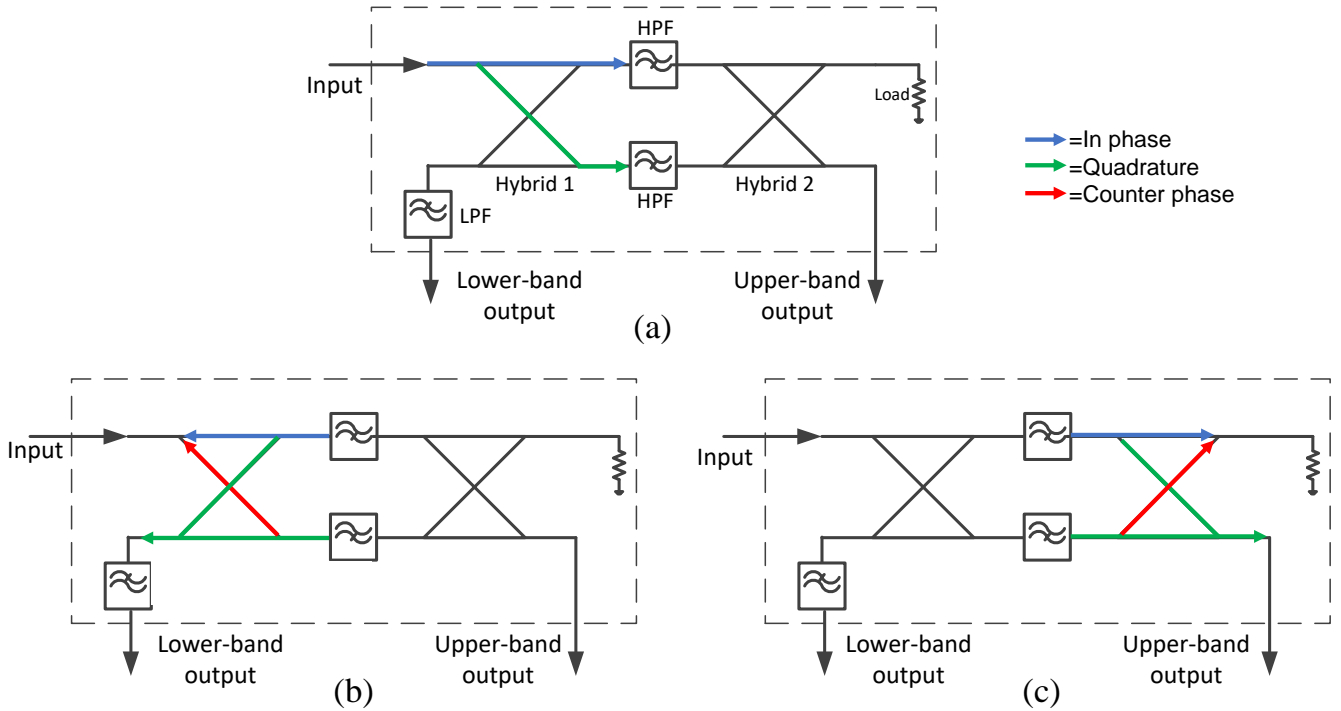 HPF
Input
Load
Hybrid 1
Hybrid 2
HPF
LPF
=In phase
=Quadrature
=Counter phase
Lower-band
output
Upper-band
output
(a)
Input
Lower-band
output
Upper-band
output
(b)
Input
Lower-band
output
Upper-band
output
(c)